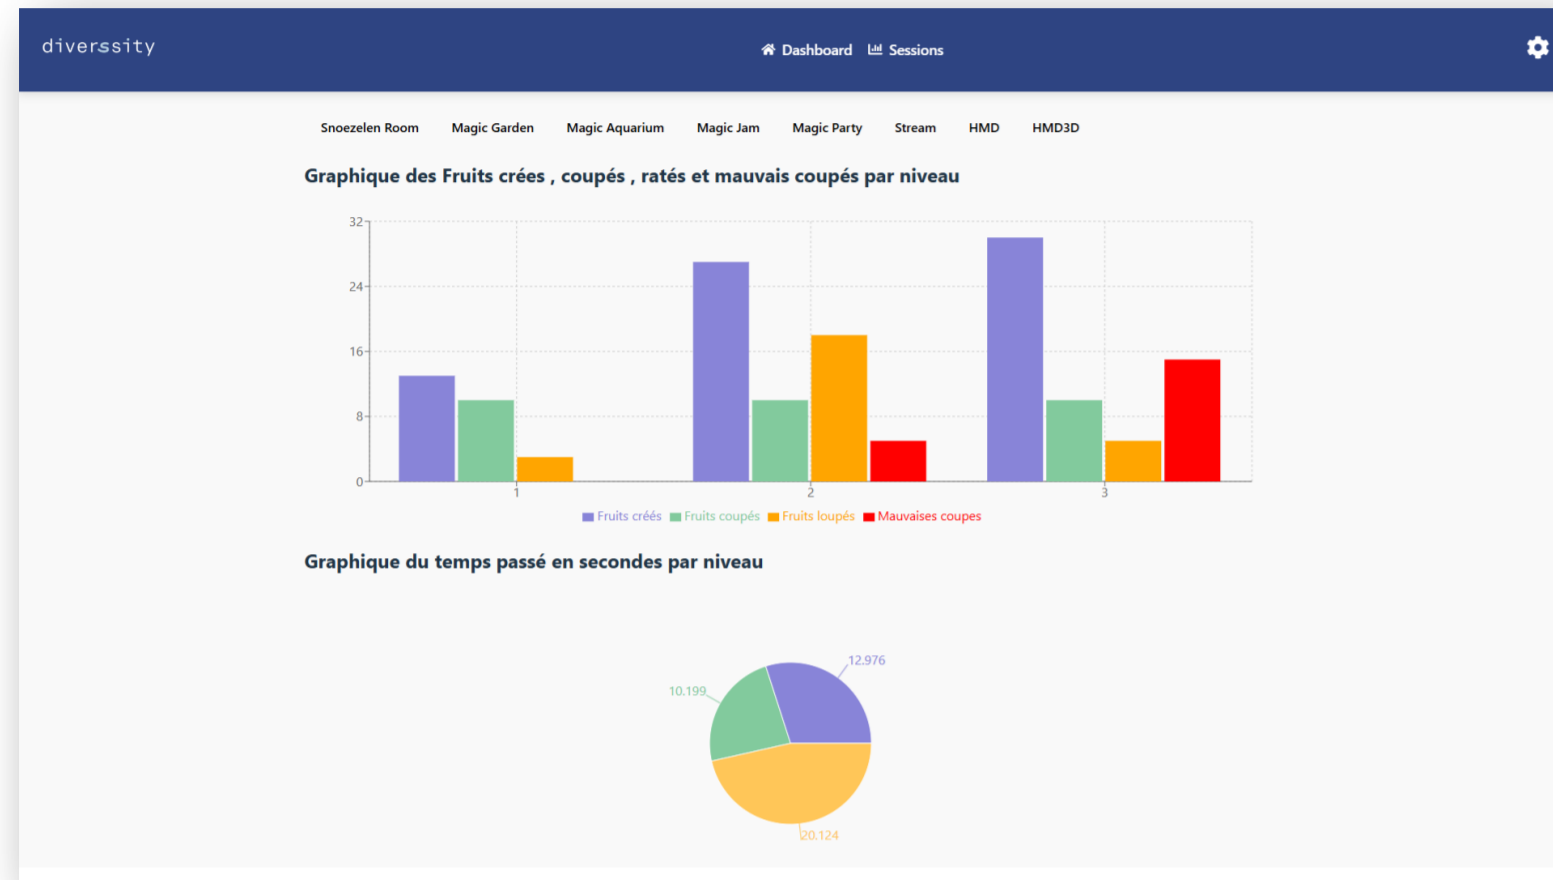 diverssity
Dashboard Sessions
Snoezelen Room Magic Garden Magic Aquarium Magic Jam Magic Party Stream HMD HMD3D
Graphique des Fruits crées , coupés , ratés et mauvais coupés par niveau
32
24
16
8
0
1 2 3
Fruits créés Fruits coupés Fruits loupés Mauvaises coupes
Graphique du temps passé en secondes par niveau
12.976
10.199
20.124